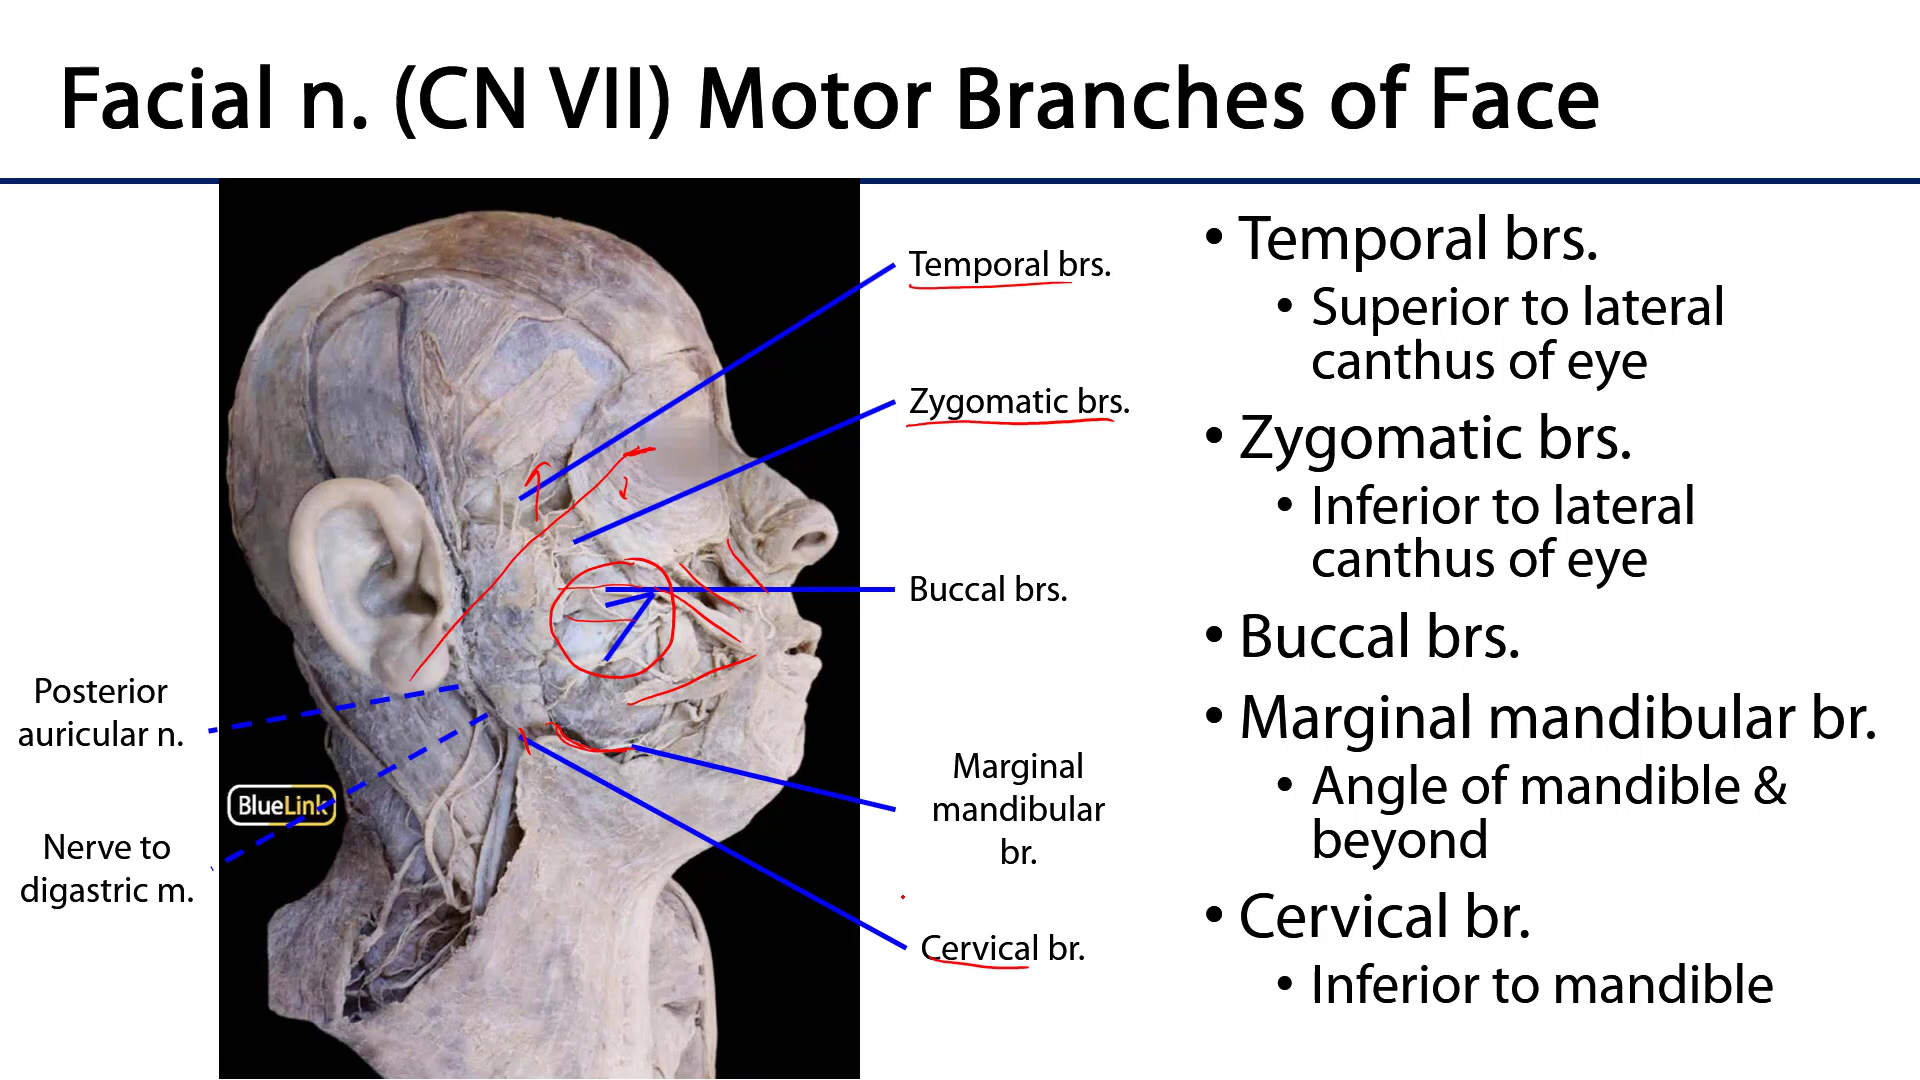 Facial n. (CN VII) Motor Branches of Face
Temporal brs.
Zygomatic brs.
Buccal brs.
Marginal
mandibular
br.
Cervical br.
Posterior
auricular n.
Nerve to
digastric m.
BlueLink
• Temporal brs.
• Superior to lateral
canthus of eye
• Zygomatic brs.
• Inferior to lateral
canthus of eye
• Buccal brs.
• Marginal mandibular br.
• Angle of mandible &
beyond
• Cervical br.
• Inferior to mandible